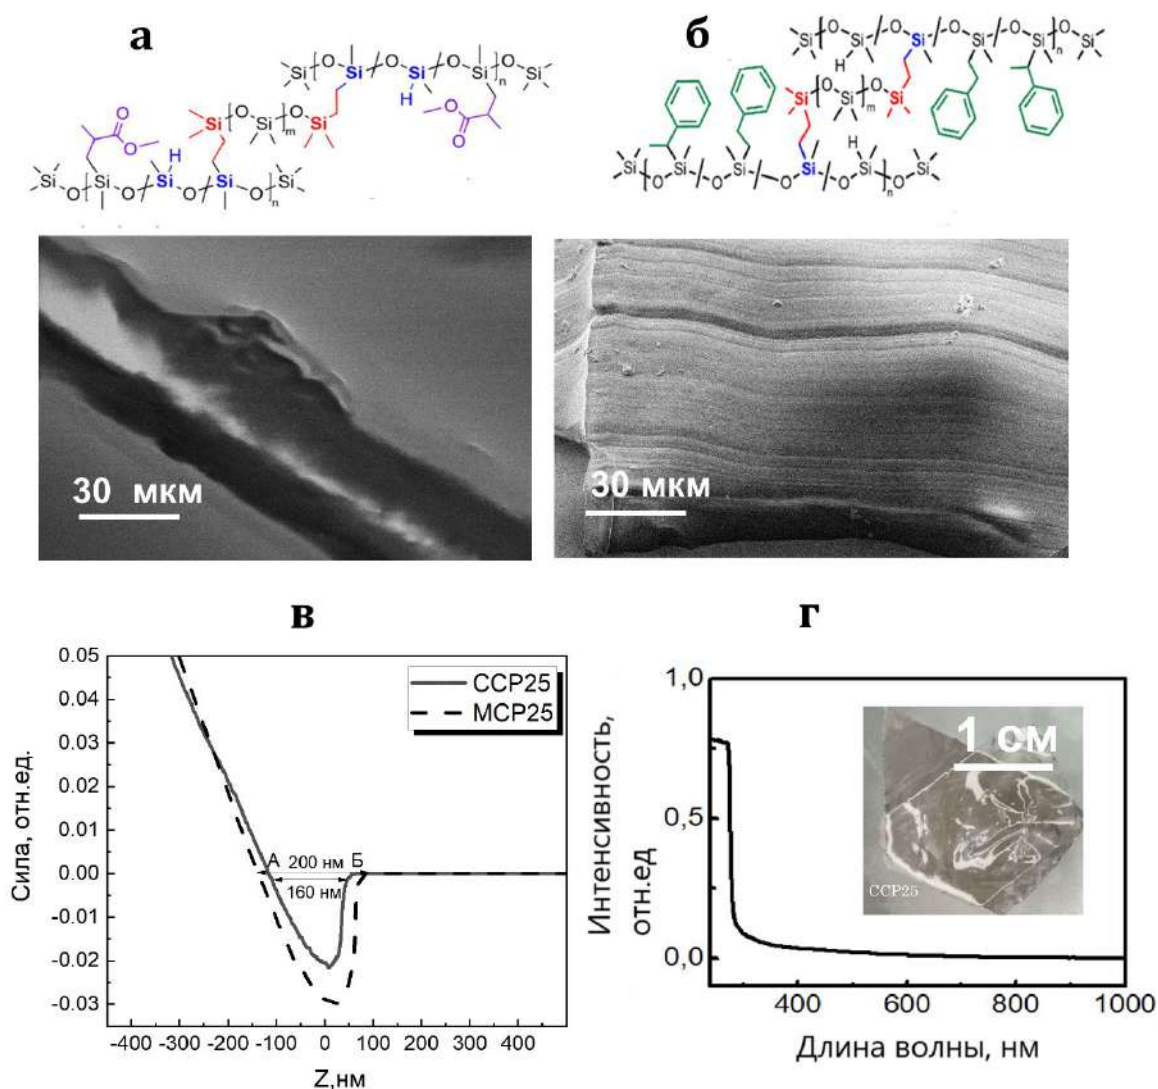 а
б
30 мкм
30 мкм
в
г
0.05
0.04
0.03
0.02
0.01
0.00
-0.01
-0.02
-0.03
Сила, отн.ед.
CCP25
MCP25
А 200 нм Б
160 нм
-400 -300 -200 -100 0 100 200 300 400
Z,нм
1,0
0,5
0,0
Интенсивность,
отн.ед
1 см
CCP25
400 600 800 1000
Длина волны, нм